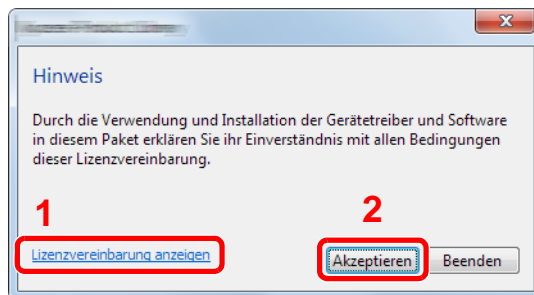 Hinweis
Durch die Verwendung und Installation der Gerätetreiber und Software
in diesem Paket erklären Sie ihr Einverständnis mit allen Bedingungen
dieser Lizenzvereinbarung.
1
2
Lizenzvereinbarung anzeigen
Akzeptieren
Beenden